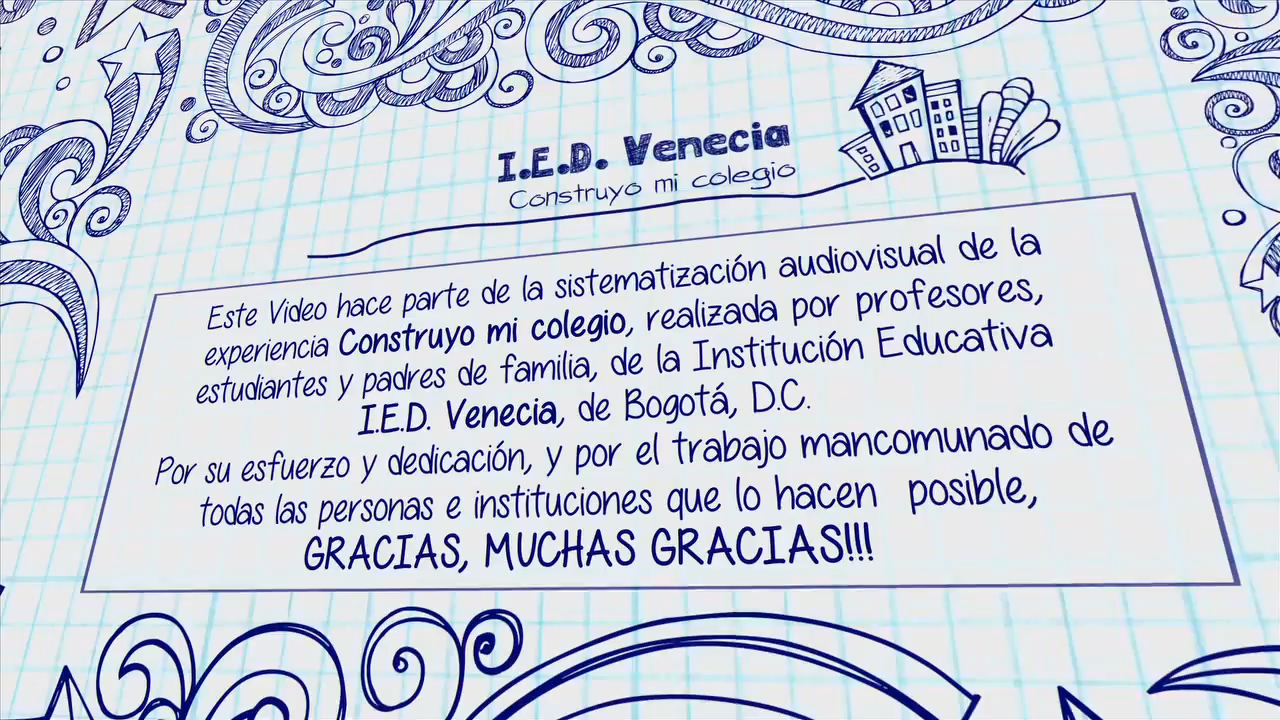 I.E.D. Venecia
Construyo mi colegio
Este Video hace parte de la sistematización audiovisual de la
experiencia Construyo mi colegio, realizada por profesores,
estudiantes y padres de familia, de la Institución Educativa
I.E.D. Venecia, de Bogotá, D.C.
Por su esfuerzo y dedicación, y por el trabajo mancomunado de
todas las personas e instituciones que lo hacen posible,
GRACIAS, MUCHAS GRACIAS!!!